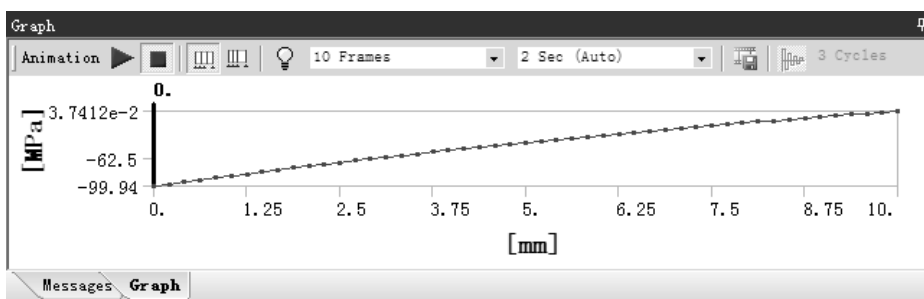 Graph
Animation 10 Frames 2 Sec (Auto) 3 Cycles
0.
3.7412e-2
[MPa]
-62.5
-99.94
0. 1.25 2.5 3.75 5. 6.25 7.5 8.75 10.
[mm]
Messages Graph